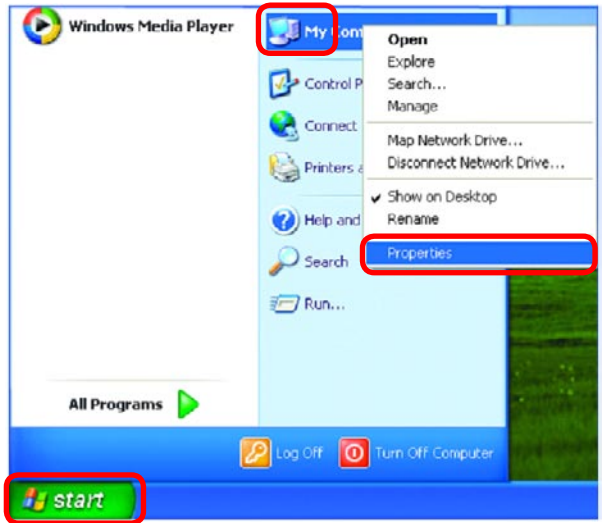 Windows Media Player
My Com
Open
Explore
Search...
Manage
Map Network Drive...
Disconnect Network Drive...
Show on Desktop
Rename
Properties
Control P
Connect
Printers a
Help and
Search
Run...
All Programs
Log Off
Turn Off Computer
start